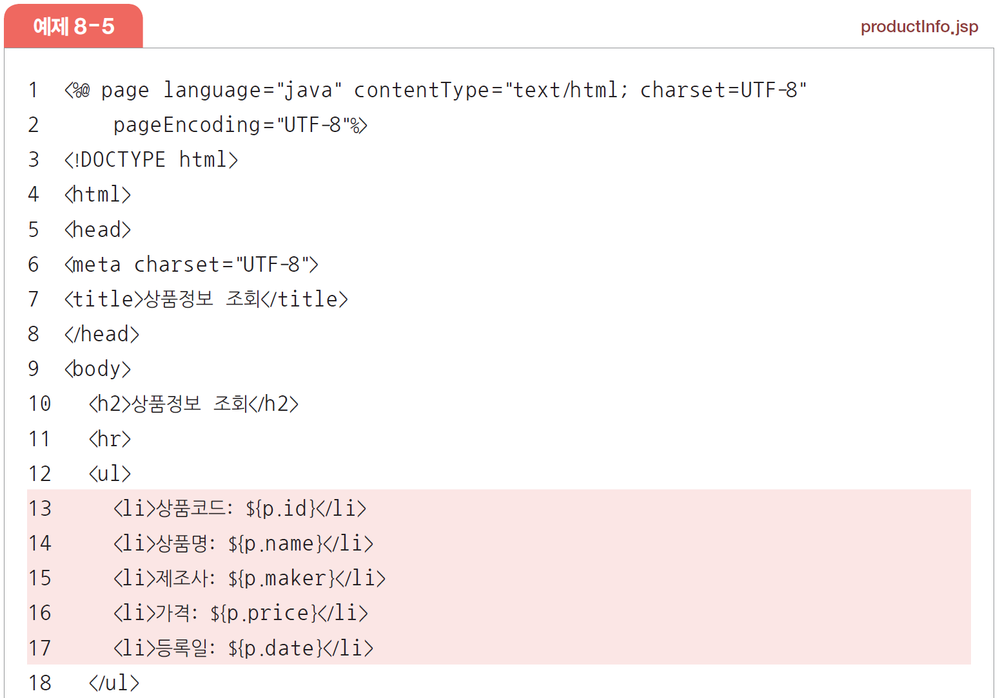 예제 8-5
productInfo.jsp
1 <%@ page language="java" contentType="text/html; charset=UTF-8"
2     pageEncoding="UTF-8"%>
3 <!DOCTYPE html>
4 <html>
5 <head>
6 <meta charset="UTF-8">
7 <title>상품정보 조회</title>
8 </head>
9 <body>
10   <h2>상품정보 조회</h2>
11   <hr>
12   <ul>
13     <li>상품코드: ${p.id}</li>
14     <li>상품명: ${p.name}</li>
15     <li>제조사: ${p.maker}</li>
16     <li>가격: ${p.price}</li>
17     <li>등록일: ${p.date}</li>
18   </ul>